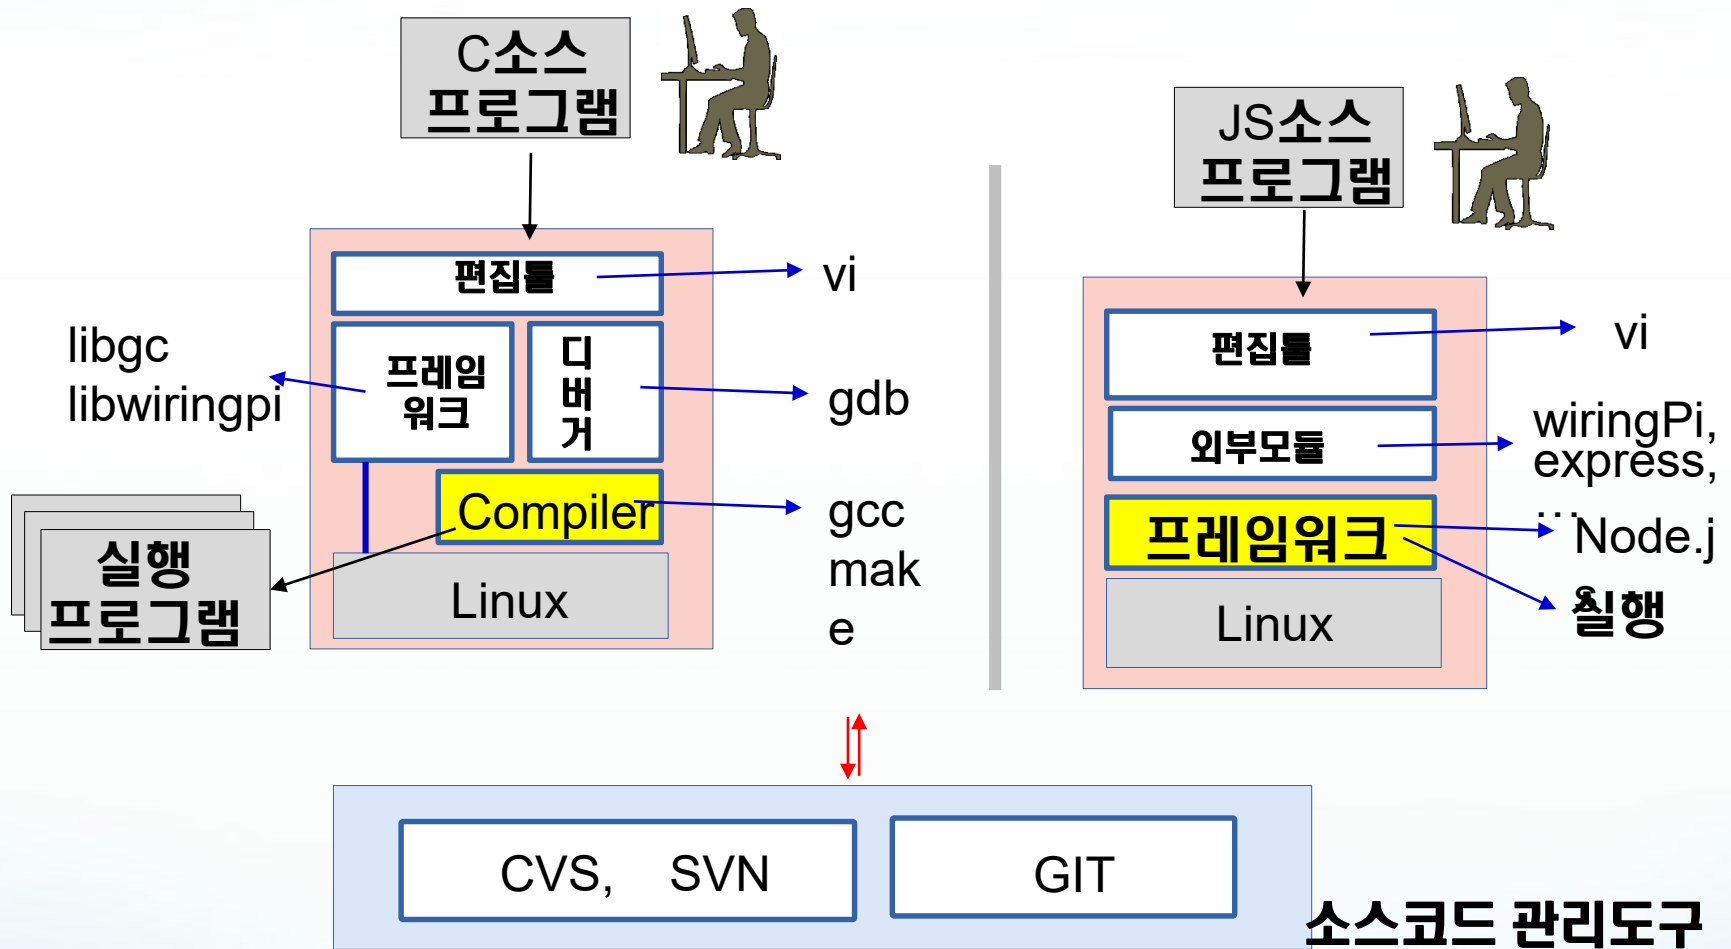 C소스
프로그램
JS소스
프로그램
편집툴
vi
libgc
libwiringpi
프레임
워크
디
버
거
gdb
Compiler
gcc
mak
e
실행
프로그램
Linux
편집툴
vi
외부모듈
wiringPi,
express,
…
프레임워크
Node.j
s
실행
Linux
CVS, SVN
GIT
소스코드 관리도구